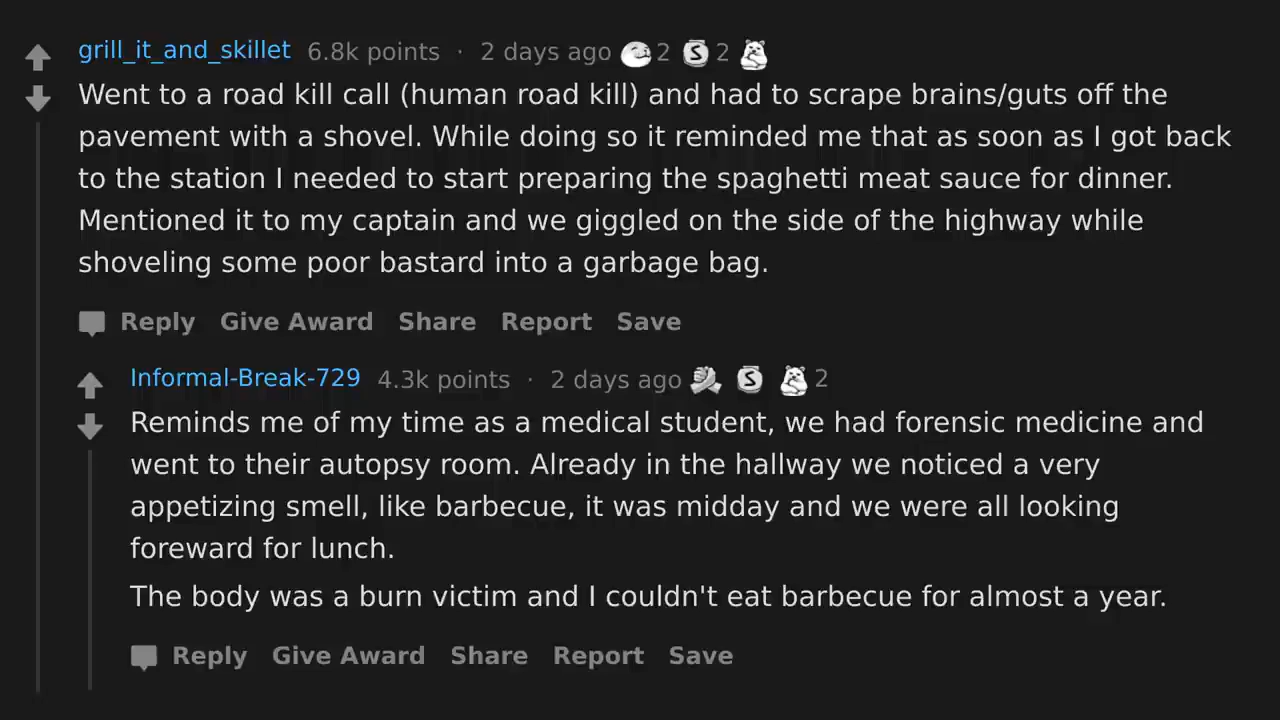 grill_it_and_skillet 6.8k points · 2 days ago 2 S 2
Went to a road kill call (human road kill) and had to scrape brains/guts off the
pavement with a shovel. While doing so it reminded me that as soon as I got back
to the station I needed to start preparing the spaghetti meat sauce for dinner.
Mentioned it to my captain and we giggled on the side of the highway while
shoveling some poor bastard into a garbage bag.
Reply Give Award Share Report Save
Informal-Break-729 4.3k points · 2 days ago S 2
Reminds me of my time as a medical student, we had forensic medicine and
went to their autopsy room. Already in the hallway we noticed a very
appetizing smell, like barbecue, it was midday and we were all looking
foreward for lunch.
The body was a burn victim and I couldn't eat barbecue for almost a year.
Reply Give Award Share Report Save